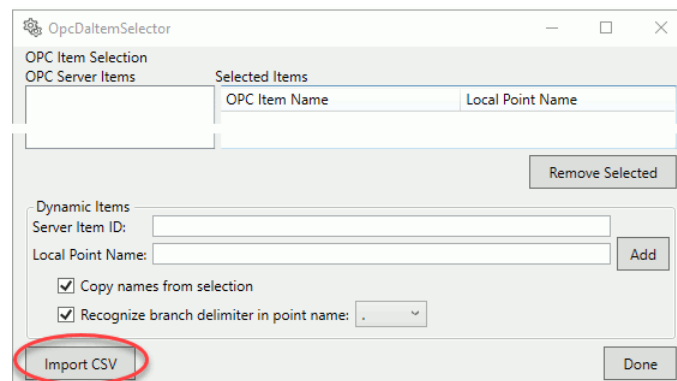 OpcDaItemSelector
OPC Item Selection
OPC Server Items Selected Items
OPC Item Name Local Point Name
Remove Selected
Dynamic Items
Server Item ID:
Local Point Name: Add
Copy names from selection
Recognize branch delimiter in point name: .
Import CSV Done